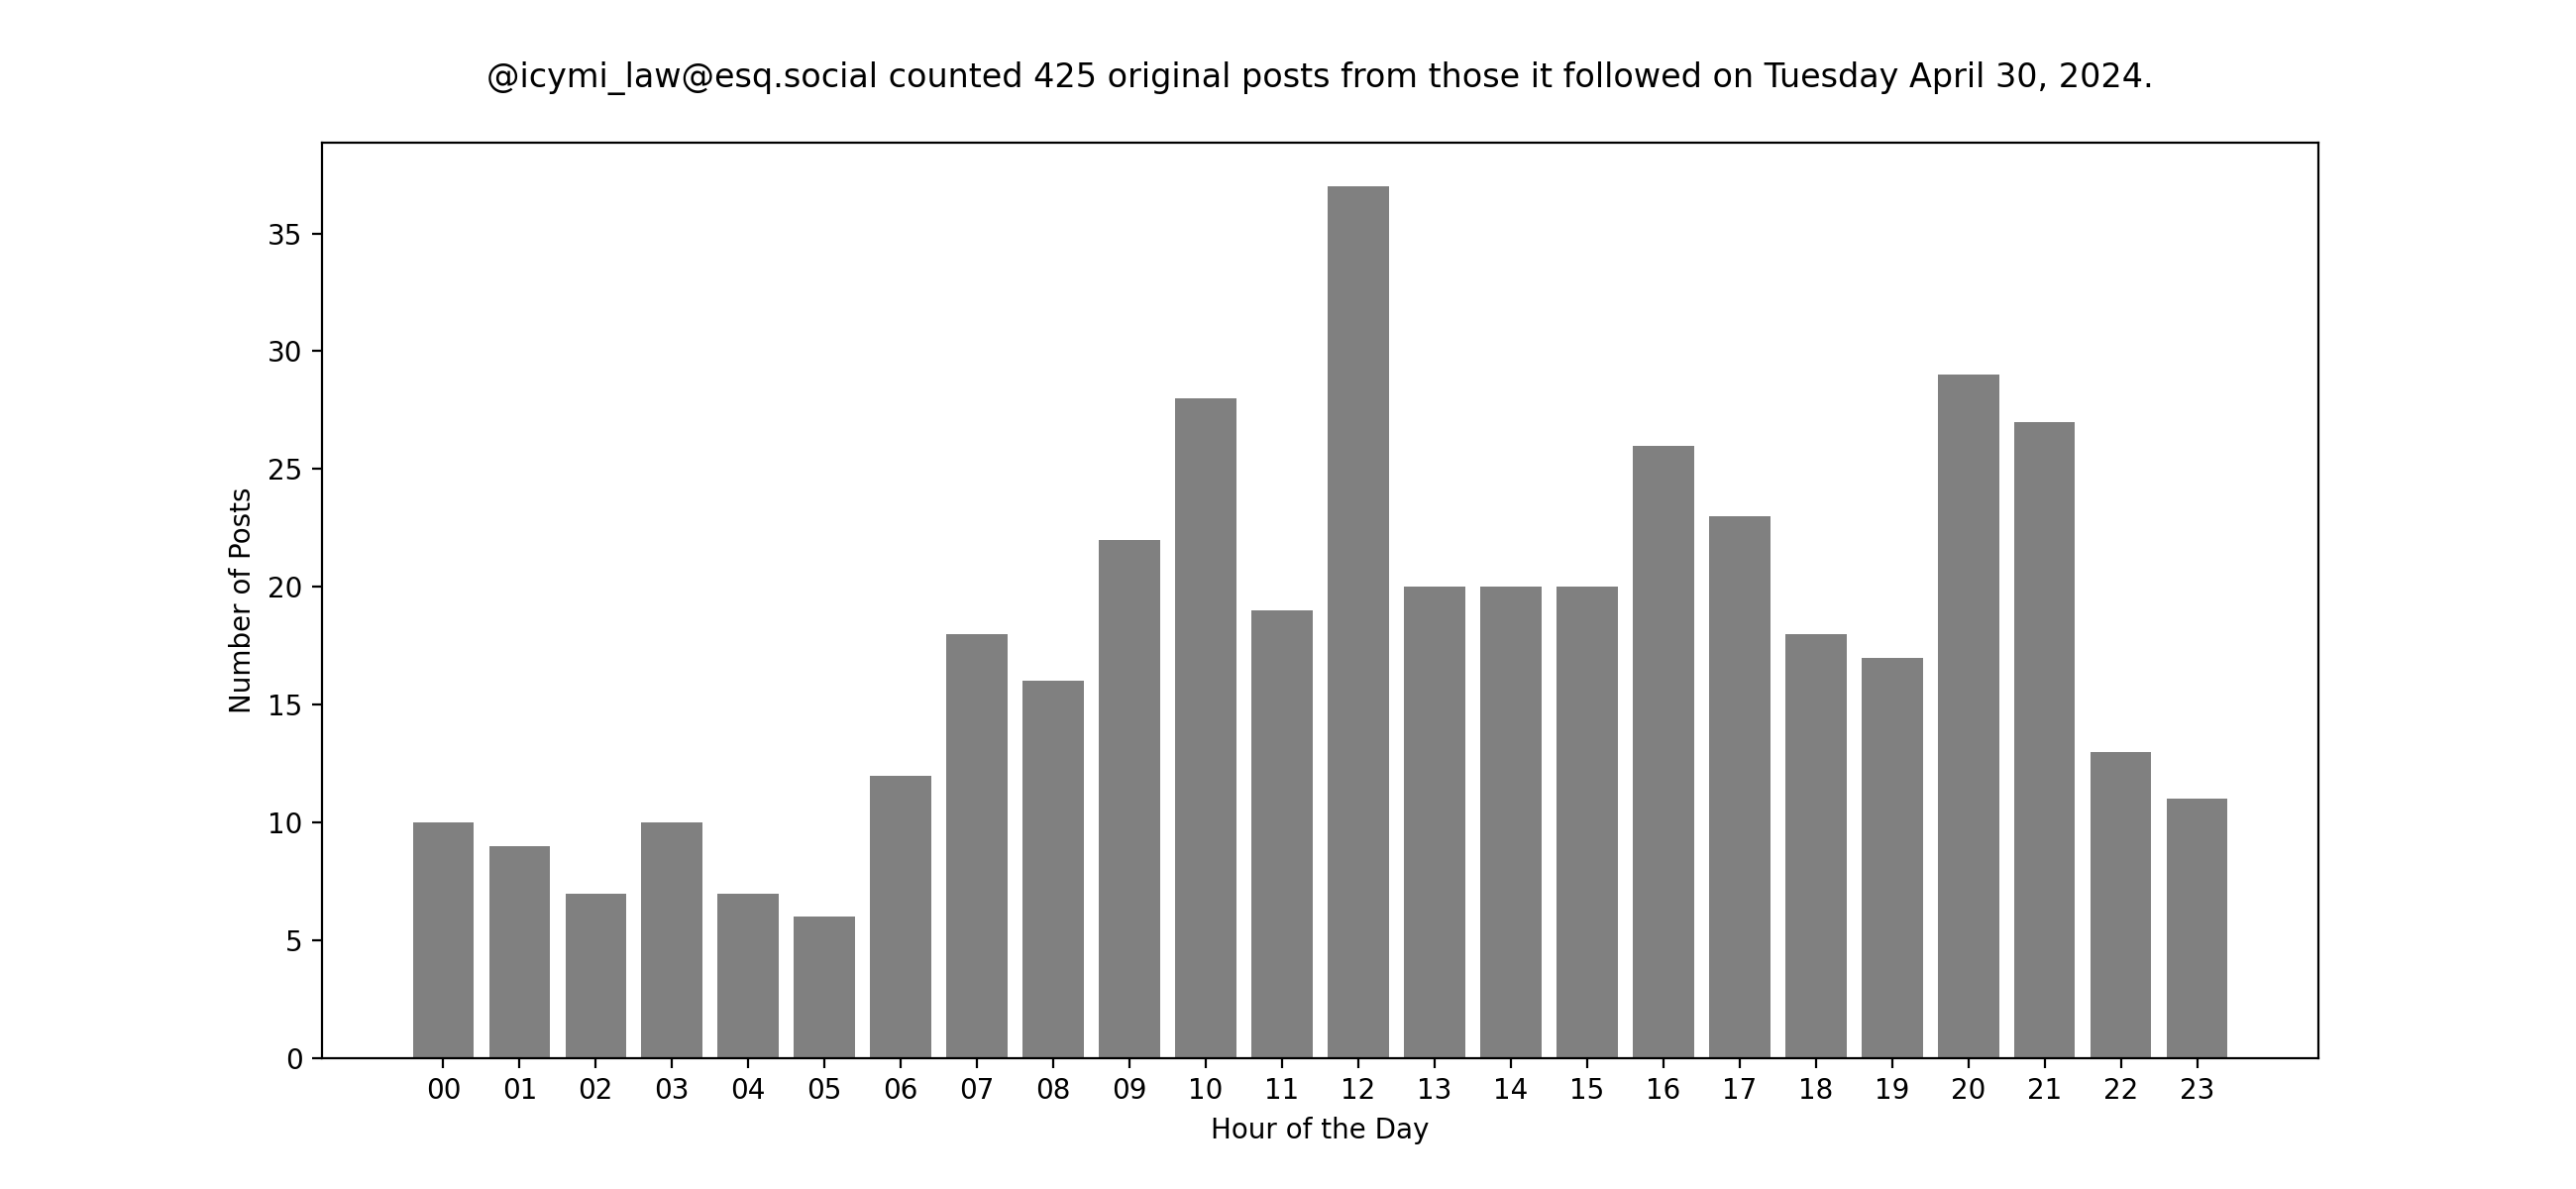 @icymi_law@esq.social counted 425 original posts from those it followed on Tuesday April 30, 2024.
35
30
25
20
15
10
5
0
Number of Posts
00 01 02 03 04 05 06 07 08 09 10 11 12 13 14 15 16 17 18 19 20 21 22 23
Hour of the Day